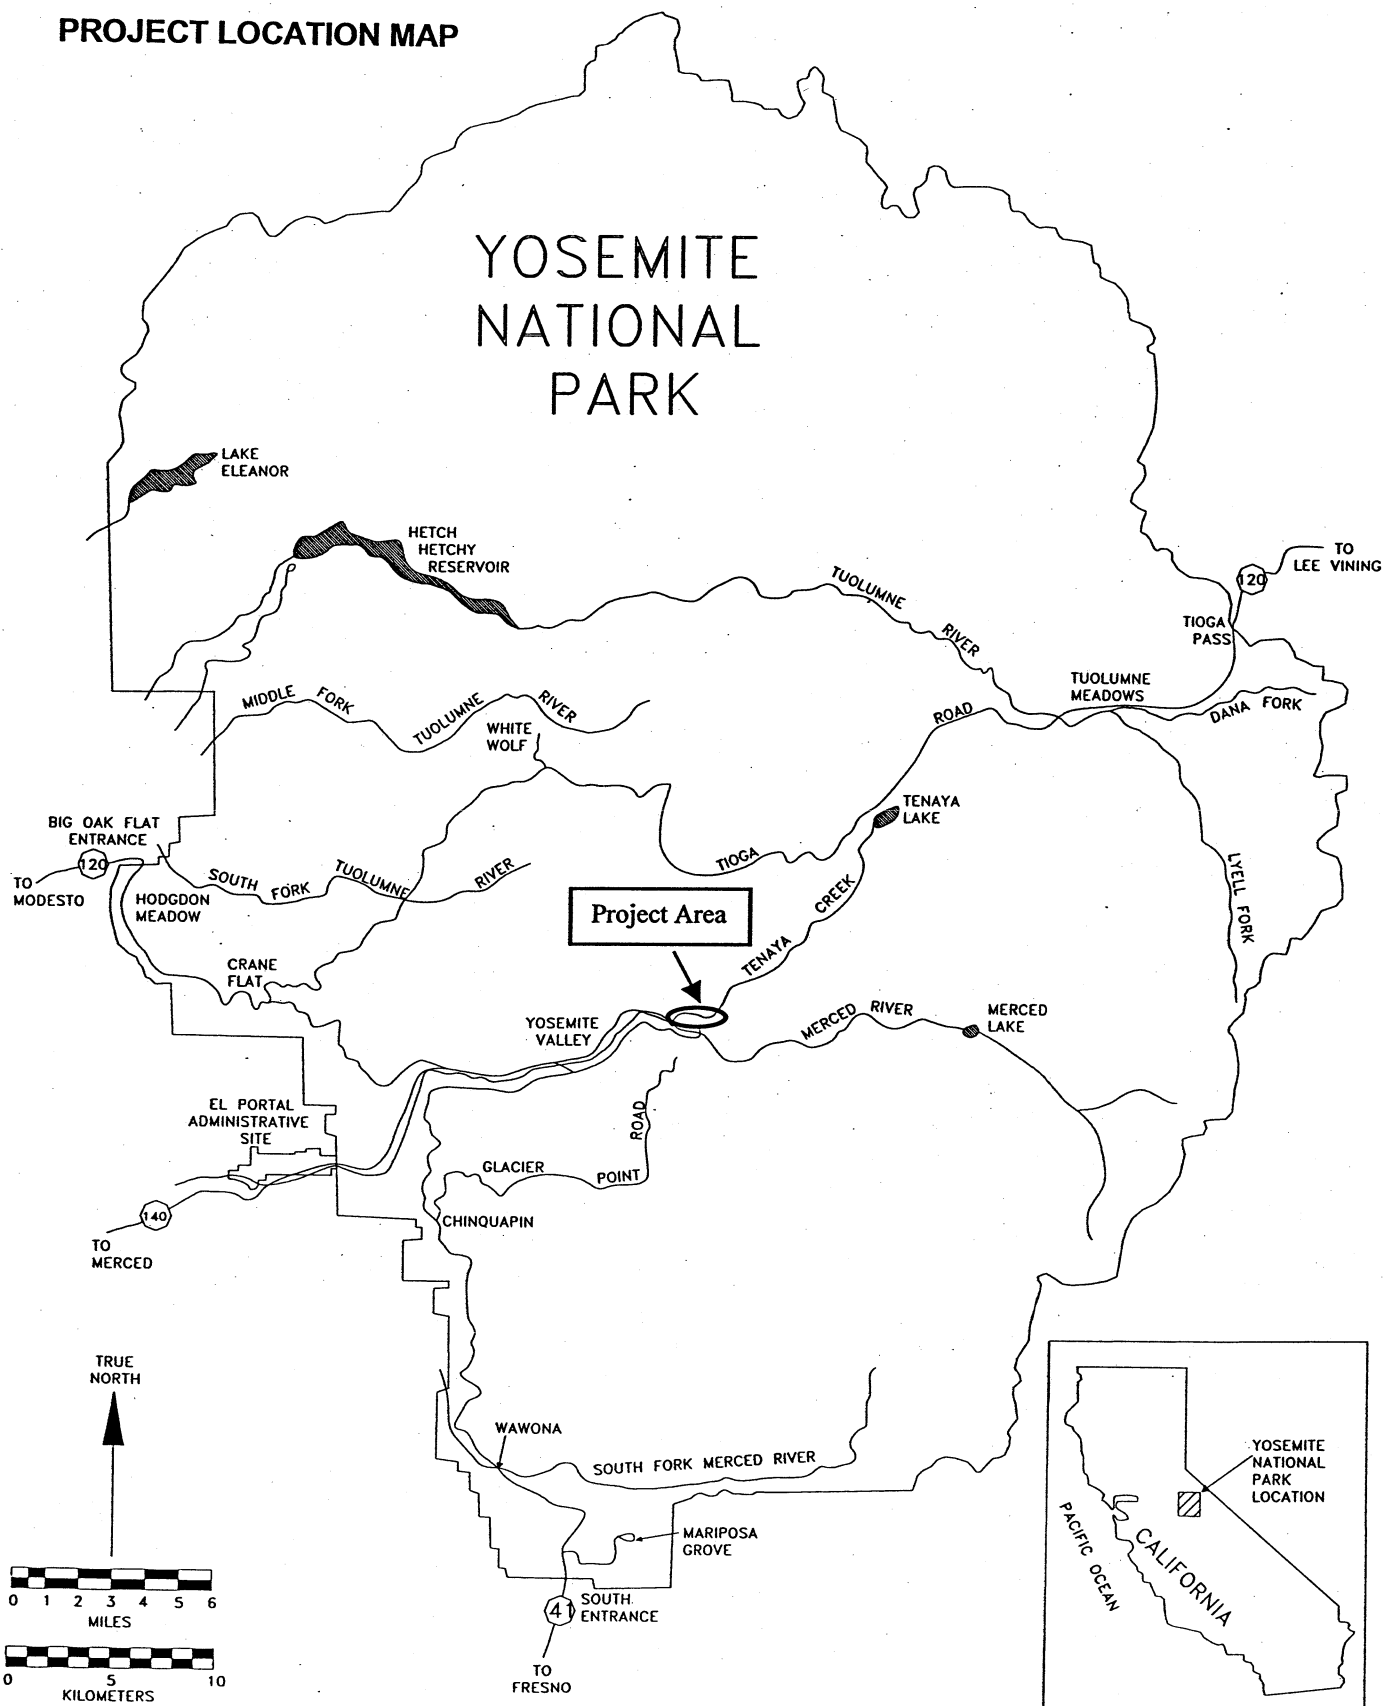 PROJECT LOCATION MAP
YOSEMITE
NATIONAL
PARK
LAKE
ELEANOR
HETCH
HETCHY
RESERVOIR
TUOLUMNE
RIVER
TO
LEE VINING
120
TIOGA
PASS
TUOLUMNE
MEADOWS
DANA FORK
MIDDLE FORK
TUOLUMNE
RIVER
WHITE
WOLF
ROAD
TENAYA
LAKE
BIG OAK FLAT
ENTRANCE
120
TO
MODESTO
HODGDON
MEADOW
SOUTH FORK
TUOLUMNE
RIVER
TIOGA
LYELL FORK
Project Area
TENAYA
CREEK
CRANE
FLAT
YOSEMITE
VALLEY
MERCED RIVER
MERCED
LAKE
EL PORTAL
ADMINISTRATIVE
SITE
GLACIER
POINT
ROAD
140
TO
MERCED
CHINQUAPIN
TRUE
NORTH
WAWONA
SOUTH FORK MERCED RIVER
MARIPOSA
GROVE
41
SOUTH
ENTRANCE
TO
FRESNO
0 1 2 3 4 5 6
MILES
0 5 10
KILOMETERS
YOSEMITE
NATIONAL
PARK
LOCATION
PACIFIC OCEAN
CALIFORNIA